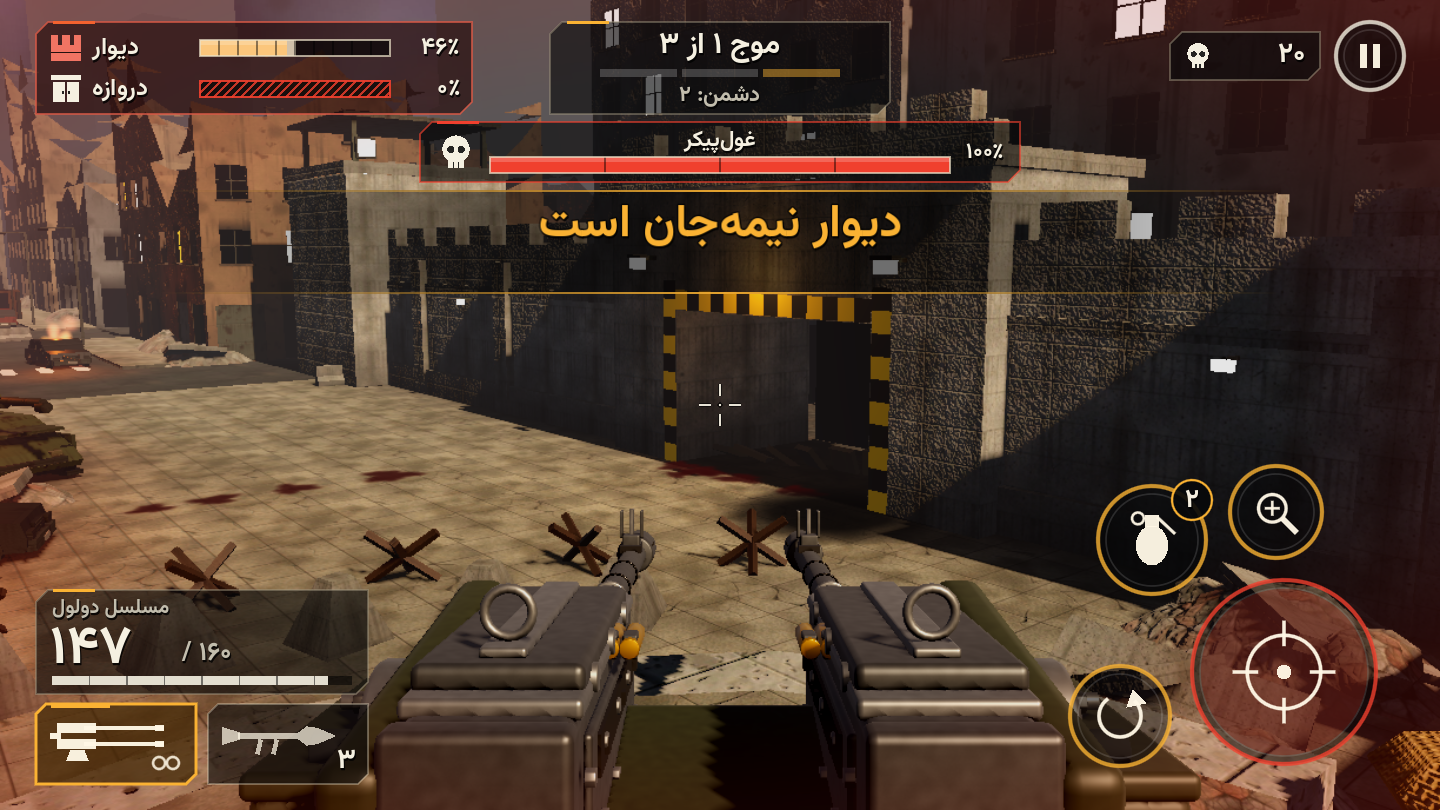 دیوار ۴۶٪
دروازه ۰٪
موج ۱ از ۳
دشمن: ۲
۲۰
غول‌پیکر
۱۰۰٪
دیوار نیمه‌جان است
۲
مسلسل دولول
۱۴۷ / ۱۶۰
∞
۳